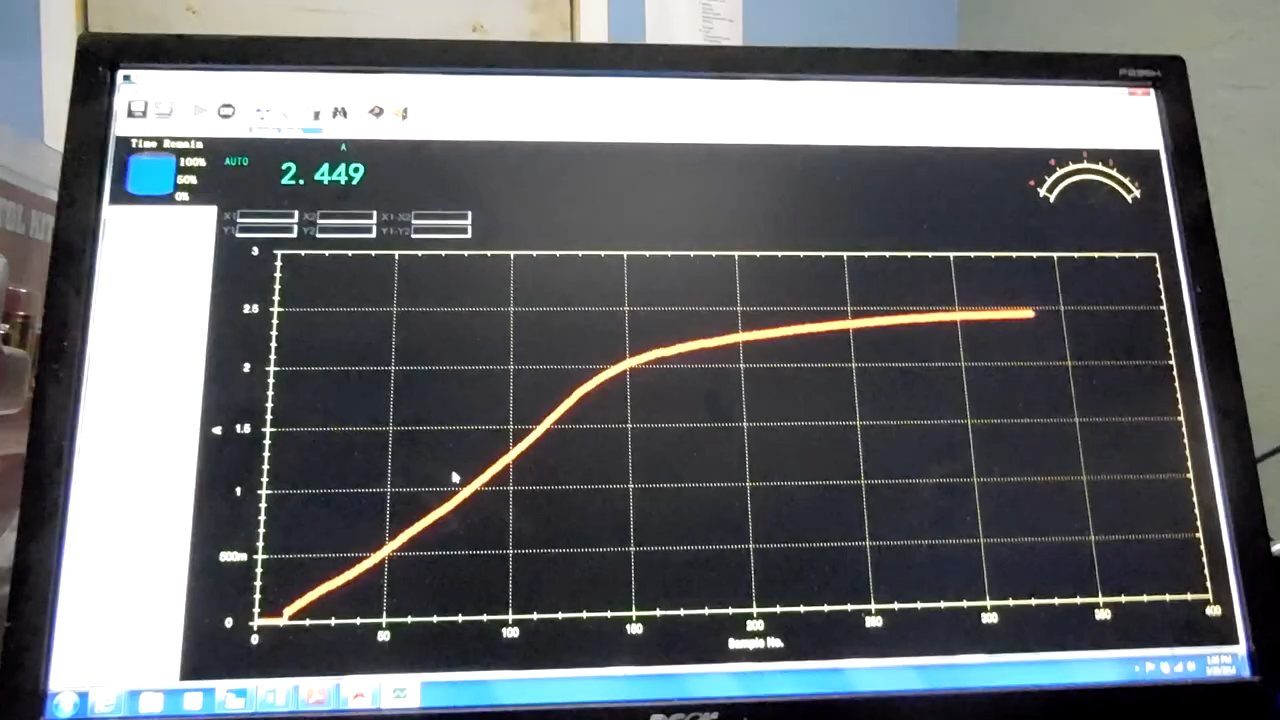 Time Remain
100%
50%
0%
AUTO
A
2.449
X1 X2 X1-X2
Y1 Y2 Y1-Y2
3
2.5
2
1.5
1
500m
0
A
0 50 100 150 200 250 300 350 400
Sample No.